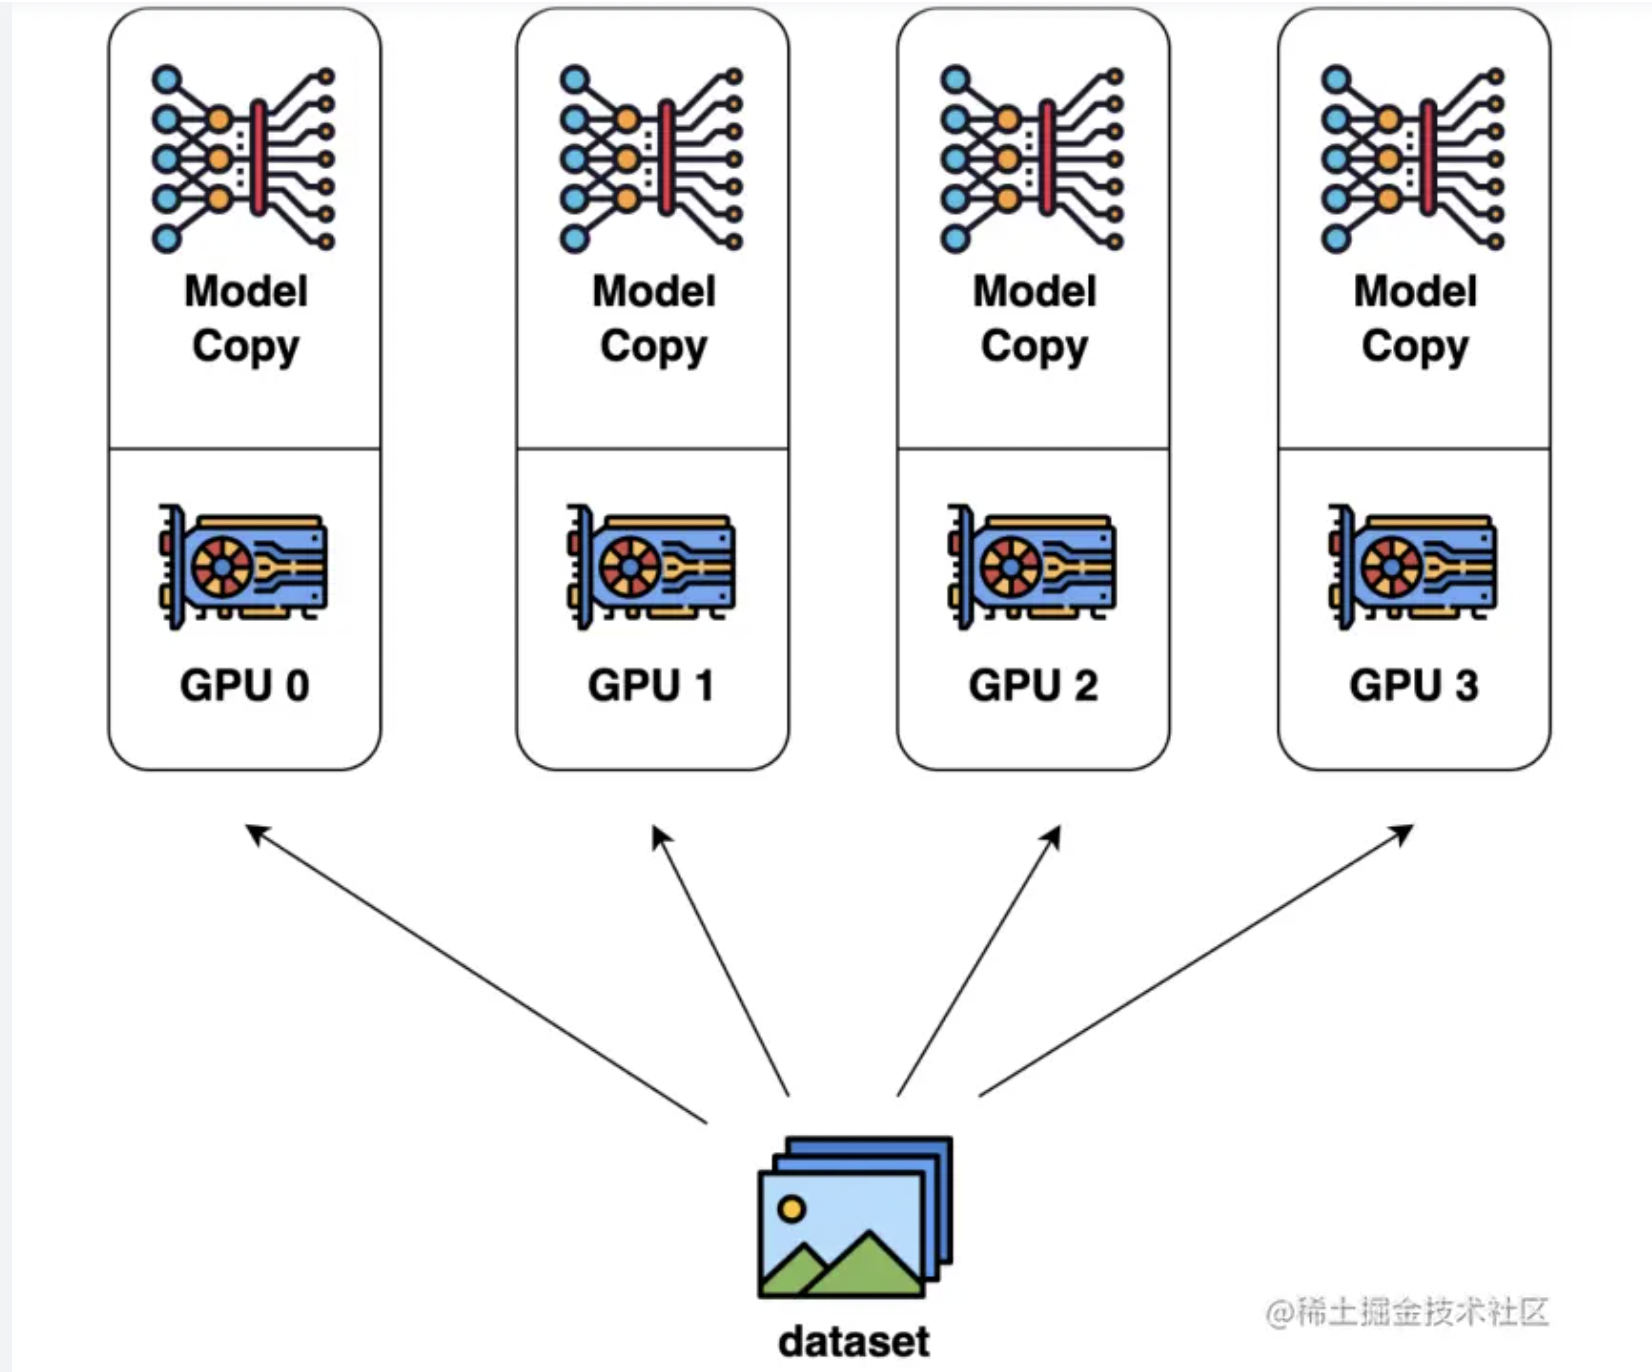 Model
Copy
GPU 0
Model
Copy
GPU 1
Model
Copy
GPU 2
Model
Copy
GPU 3
dataset
@稀土掘金技术社区